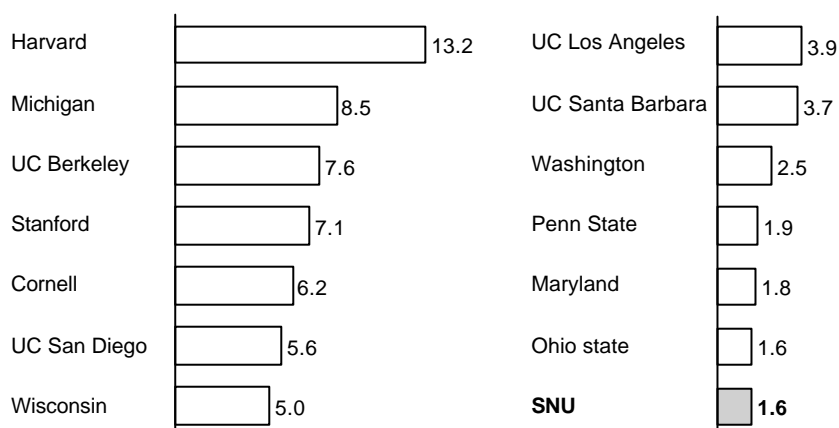 Harvard 13.2
Michigan 8.5
UC Berkeley 7.6
Stanford 7.1
Cornell 6.2
UC San Diego 5.6
Wisconsin 5.0
UC Los Angeles 3.9
UC Santa Barbara 3.7
Washington 2.5
Penn State 1.9
Maryland 1.8
Ohio state 1.6
SNU 1.6